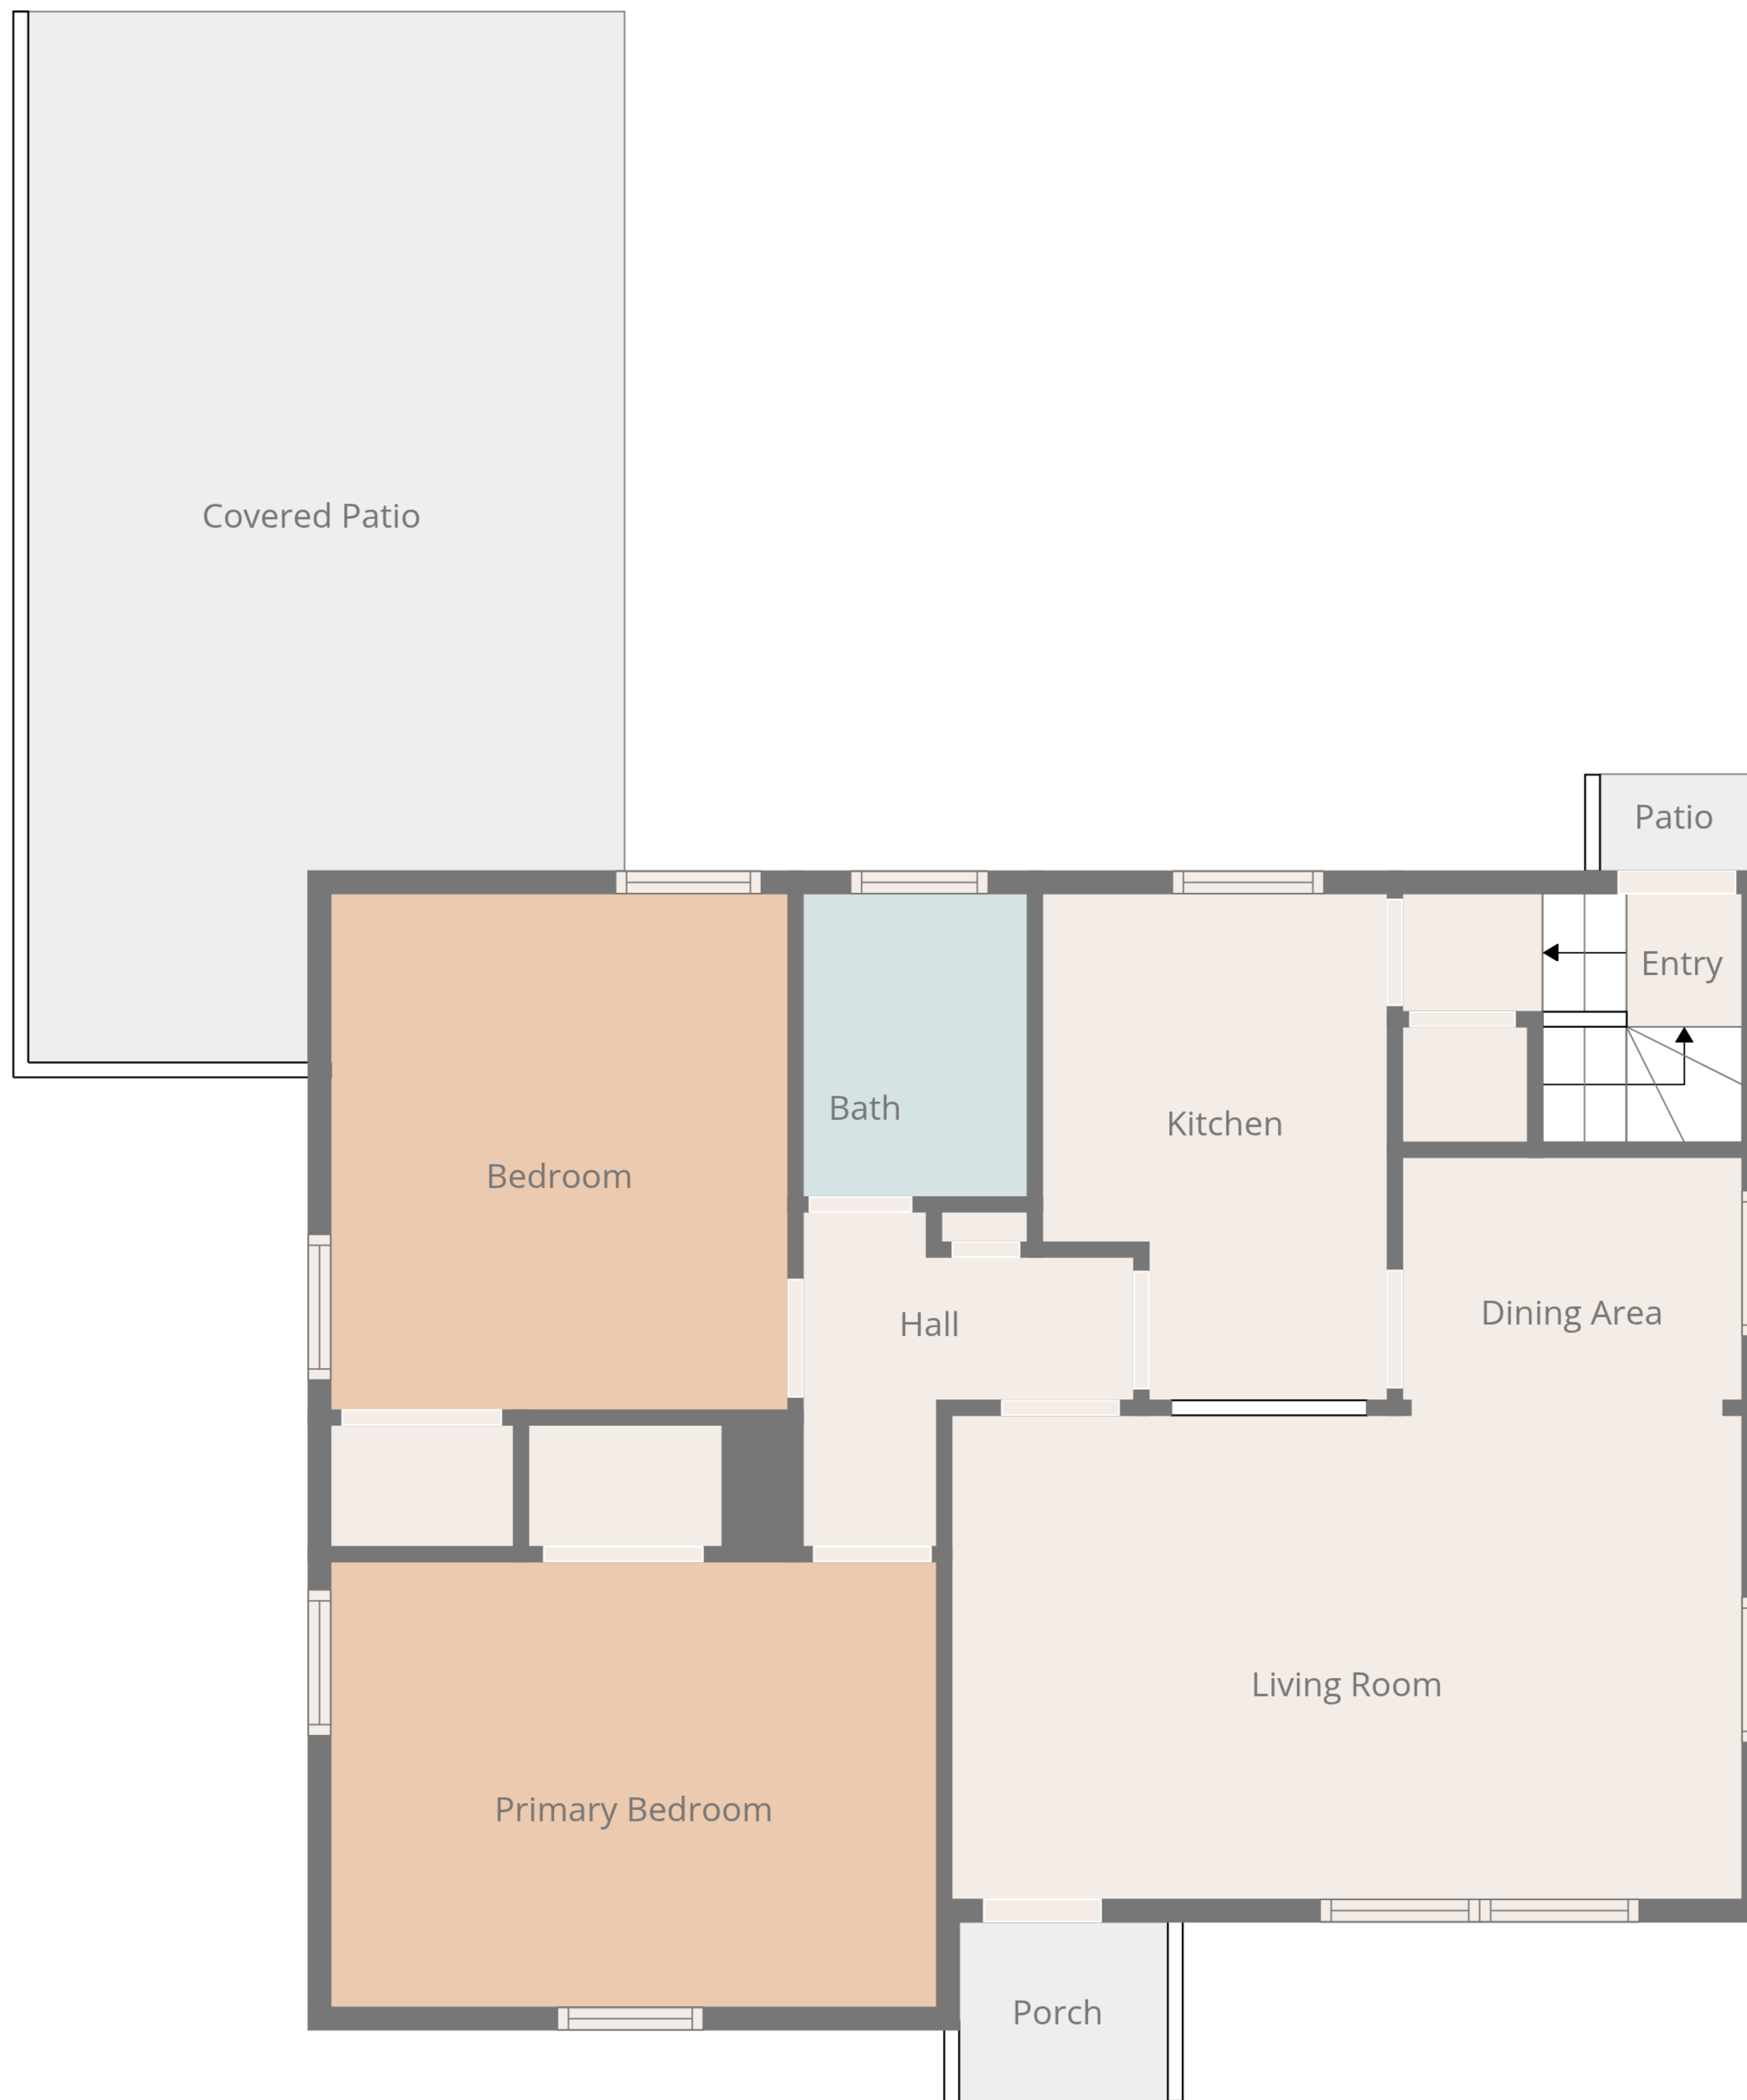 Covered Patio
Patio
Entry
Bath
Kitchen
Bedroom
Dining Area
Hall
Living Room
Primary Bedroom
Porch